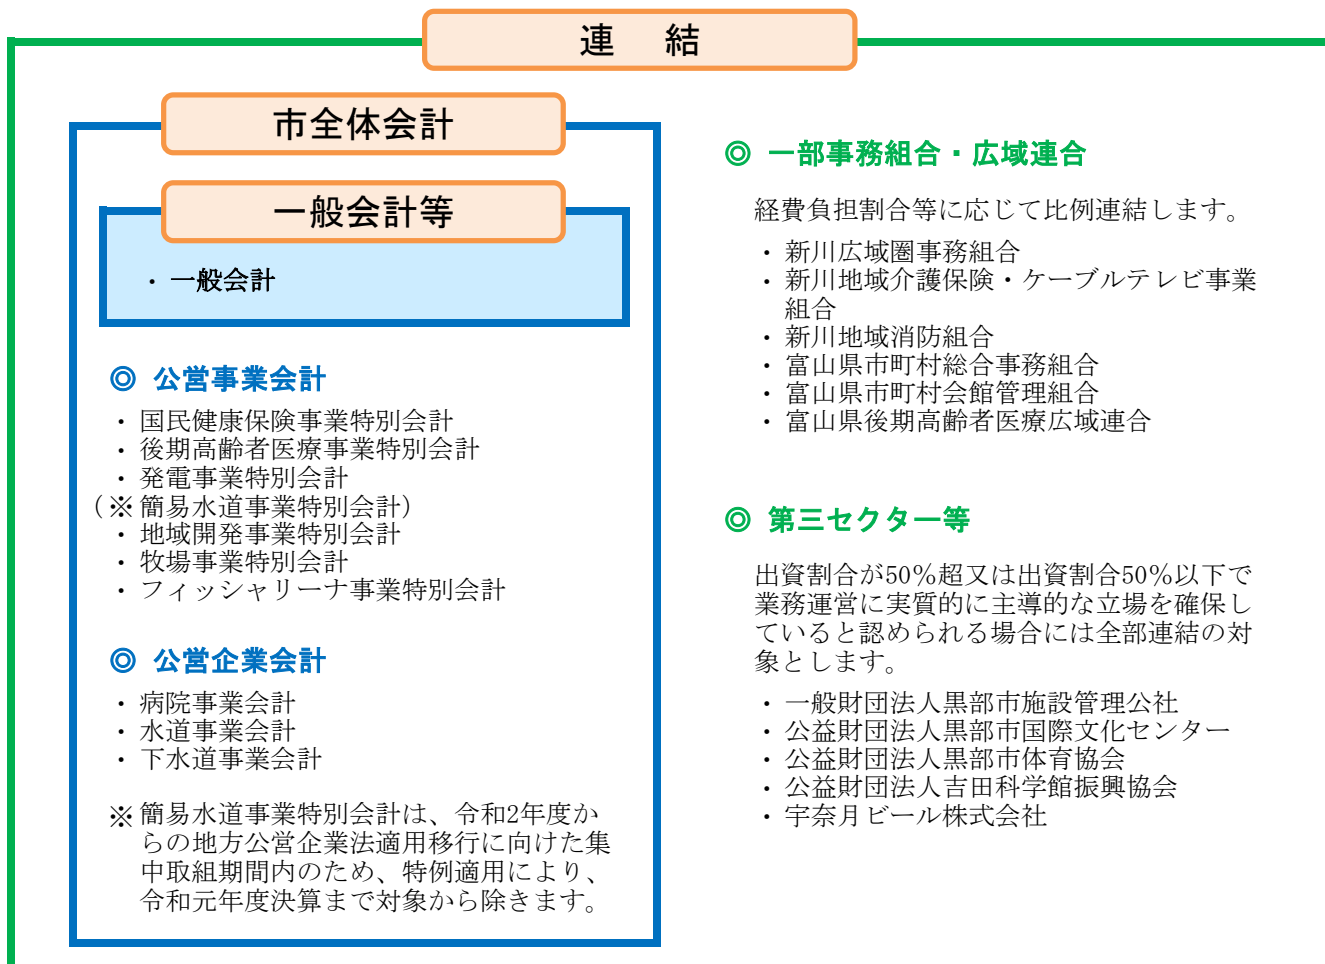 連　結
市全体会計
一般会計等
・ 一般会計
◎ 公営事業会計
・ 国民健康保険事業特別会計
・ 後期高齢者医療事業特別会計
・ 発電事業特別会計
（※ 簡易水道事業特別会計）
・ 地域開発事業特別会計
・ 牧場事業特別会計
・ フィッシャリーナ事業特別会計
◎ 公営企業会計
・ 病院事業会計
・ 水道事業会計
・ 下水道事業会計
※ 簡易水道事業特別会計は、令和2年度か
らの地方公営企業法適用移行に向けた集
中取組期間内のため、特例適用により、
令和元年度決算まで対象から除きます。
◎ 一部事務組合・広域連合
経費負担割合等に応じて比例連結します。
・ 新川広域圏事務組合
・ 新川地域介護保険・ケーブルテレビ事業
組合
・ 新川地域消防組合
・ 富山県市町村総合事務組合
・ 富山県市町村会館管理組合
・ 富山県後期高齢者医療広域連合
◎ 第三セクター等
出資割合が50％超又は出資割合50％以下で
業務運営に実質的に主導的な立場を確保し
ていると認められる場合には全部連結の対
象とします。
・ 一般財団法人黒部市施設管理公社
・ 公益財団法人黒部市国際文化センター
・ 公益財団法人黒部市体育協会
・ 公益財団法人吉田科学館振興協会
・ 宇奈月ビール株式会社